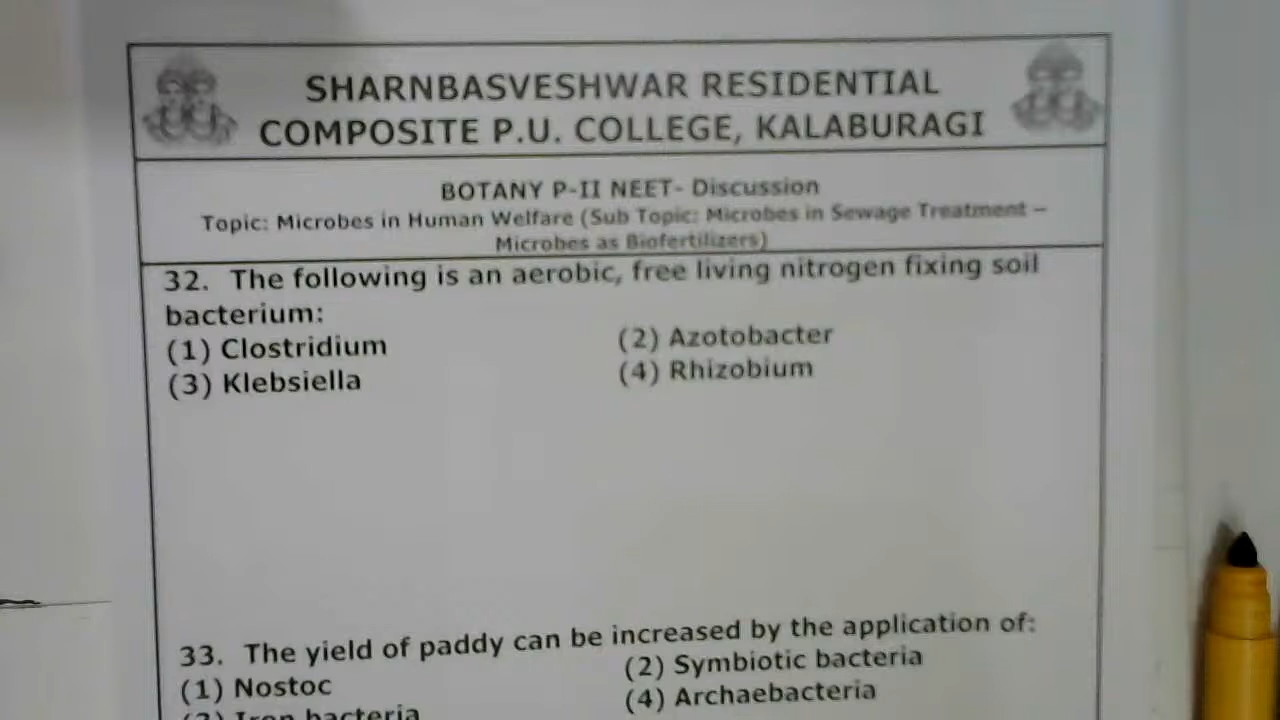 SHARNBASVESHWAR RESIDENTIAL
COMPOSITE P.U. COLLEGE, KALABURAGI
BOTANY P-II NEET- Discussion
Topic: Microbes in Human Welfare (Sub Topic: Microbes in Sewage Treatment –
Microbes as Biofertilizers)
32. The following is an aerobic, free living nitrogen fixing soil
bacterium:
(1) Clostridium (2) Azotobacter
(3) Klebsiella (4) Rhizobium
33. The yield of paddy can be increased by the application of:
(1) Nostoc (2) Symbiotic bacteria
(3) Iron bacteria (4) Archaebacteria